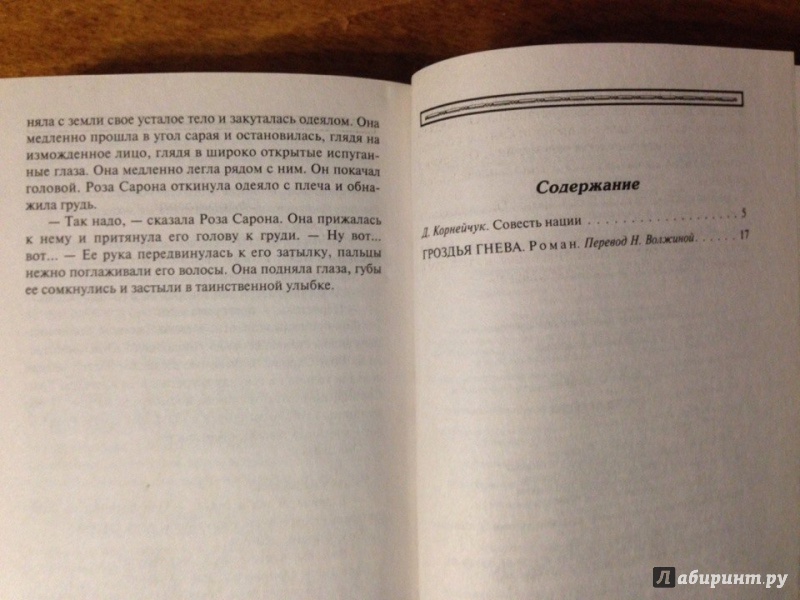 няла с земли свое усталое тело и закуталась одеялом. Она
медленно прошла в угол сарая и остановилась, глядя на
изможденное лицо, глядя в широко открытые испуган-
ные глаза. Она медленно легла рядом с ним. Он покачал
головой. Роза Сарона откинула одеяло с плеча и обна-
жила грудь.
— Так надо, — сказала Роза Сарона. Она прижалась
к нему и притянула его голову к груди. — Ну вот...
вот... — Ее рука передвинулась к его затылку, пальцы
нежно поглаживали его волосы. Она подняла глаза, губы
ее сомкнулись и застыли в таинственной улыбке.
Содержание
Д. Корнейчук. Совесть нации . . . . . . . . . . . . . . . . . . . . 5
ГРОЗДЬЯ ГНЕВА. Роман. Перевод Н. Волжиной. . . . . . 17
Лабиринт.ру